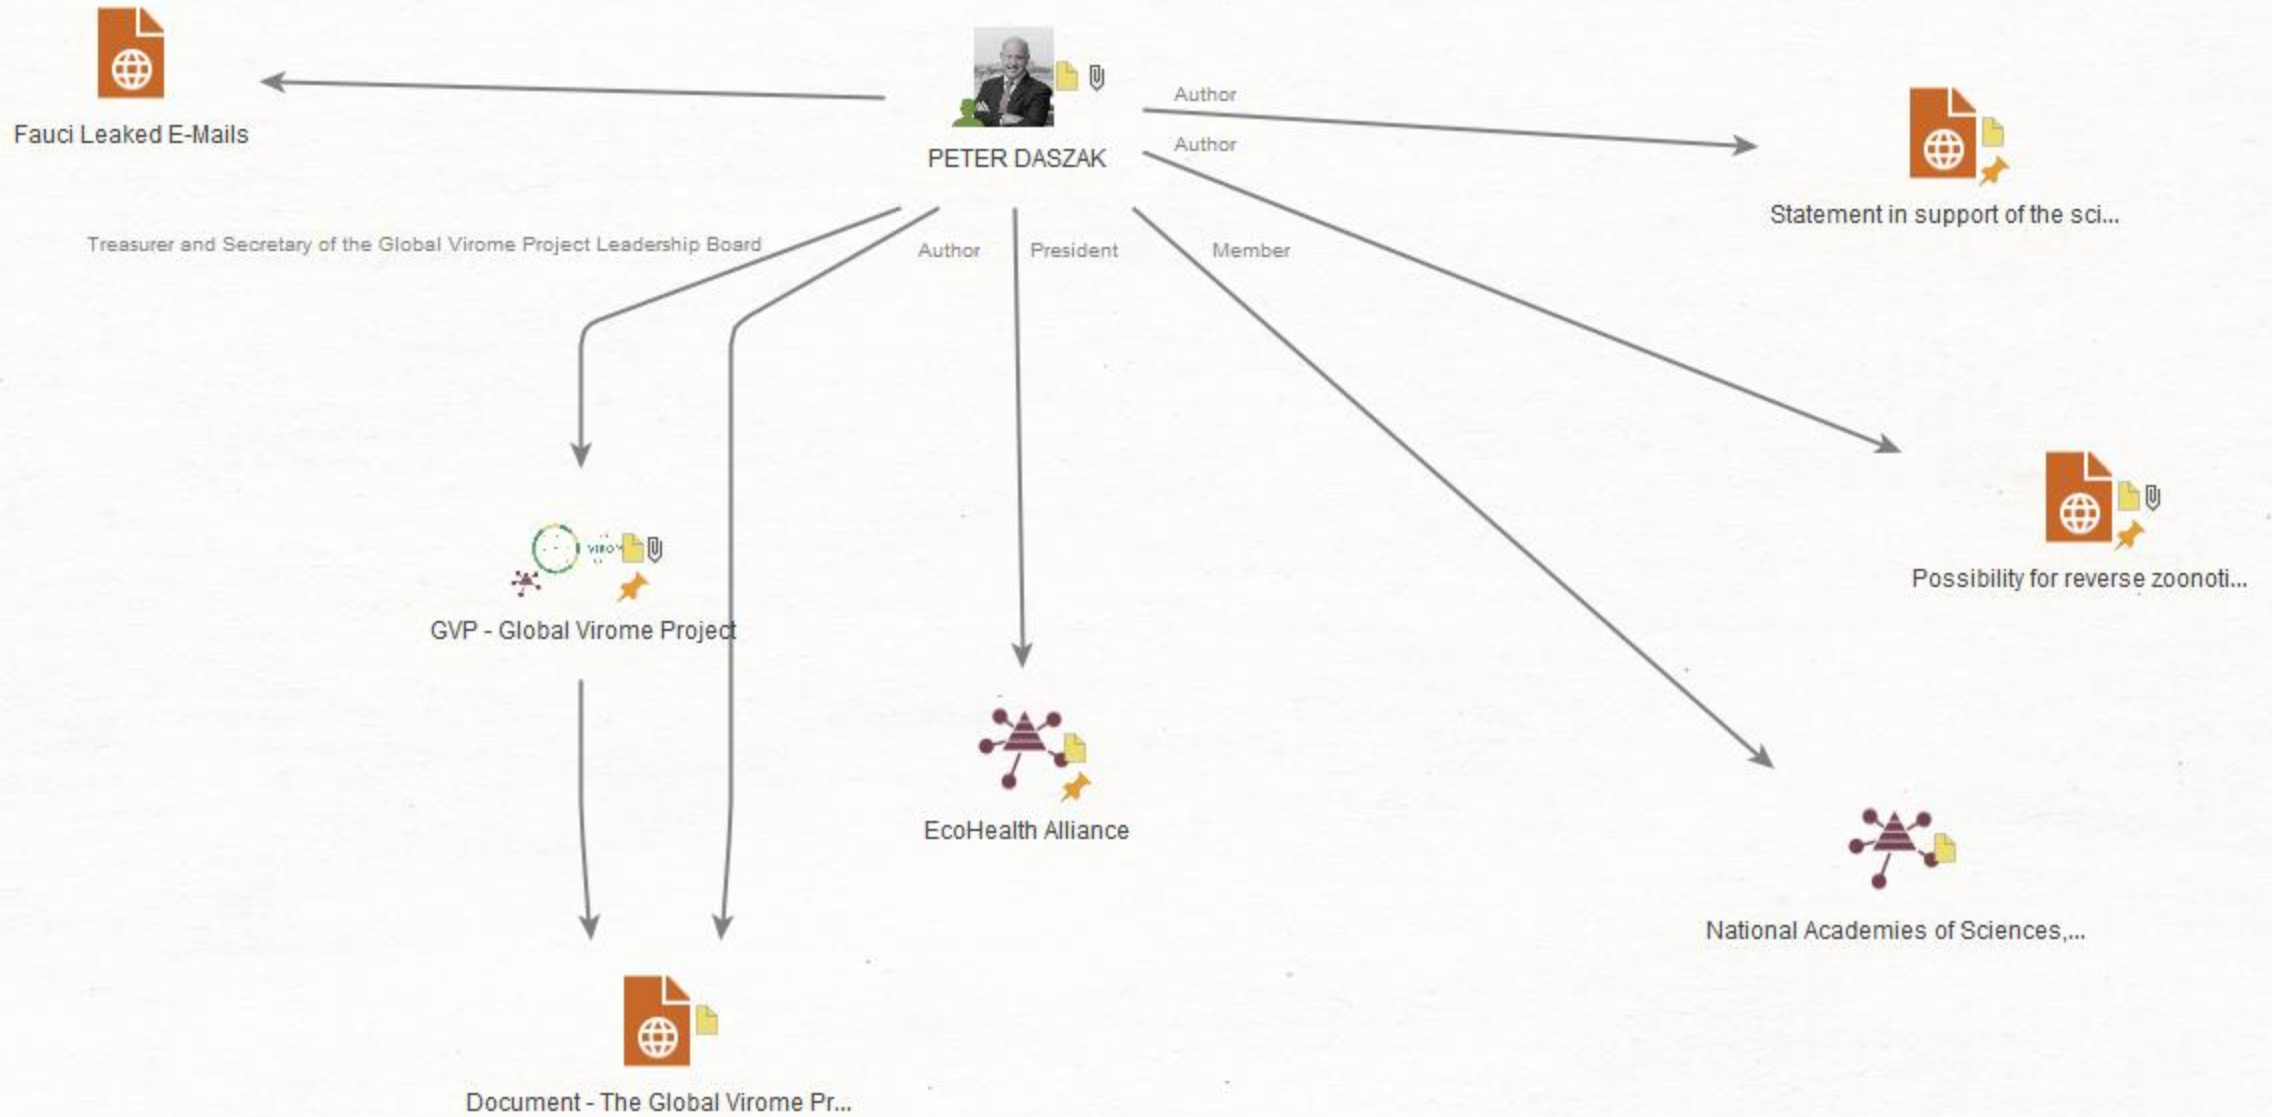 Fauci Leaked E-Mails
PETER DASZAK
Author
Author
Statement in support of the sci...
Treasurer and Secretary of the Global Virome Project Leadership Board
Author
President
Member
Possibility for reverse zoonoti...
GVP - Global Virome Project
EcoHealth Alliance
National Academies of Sciences,...
Document - The Global Virome Pr...